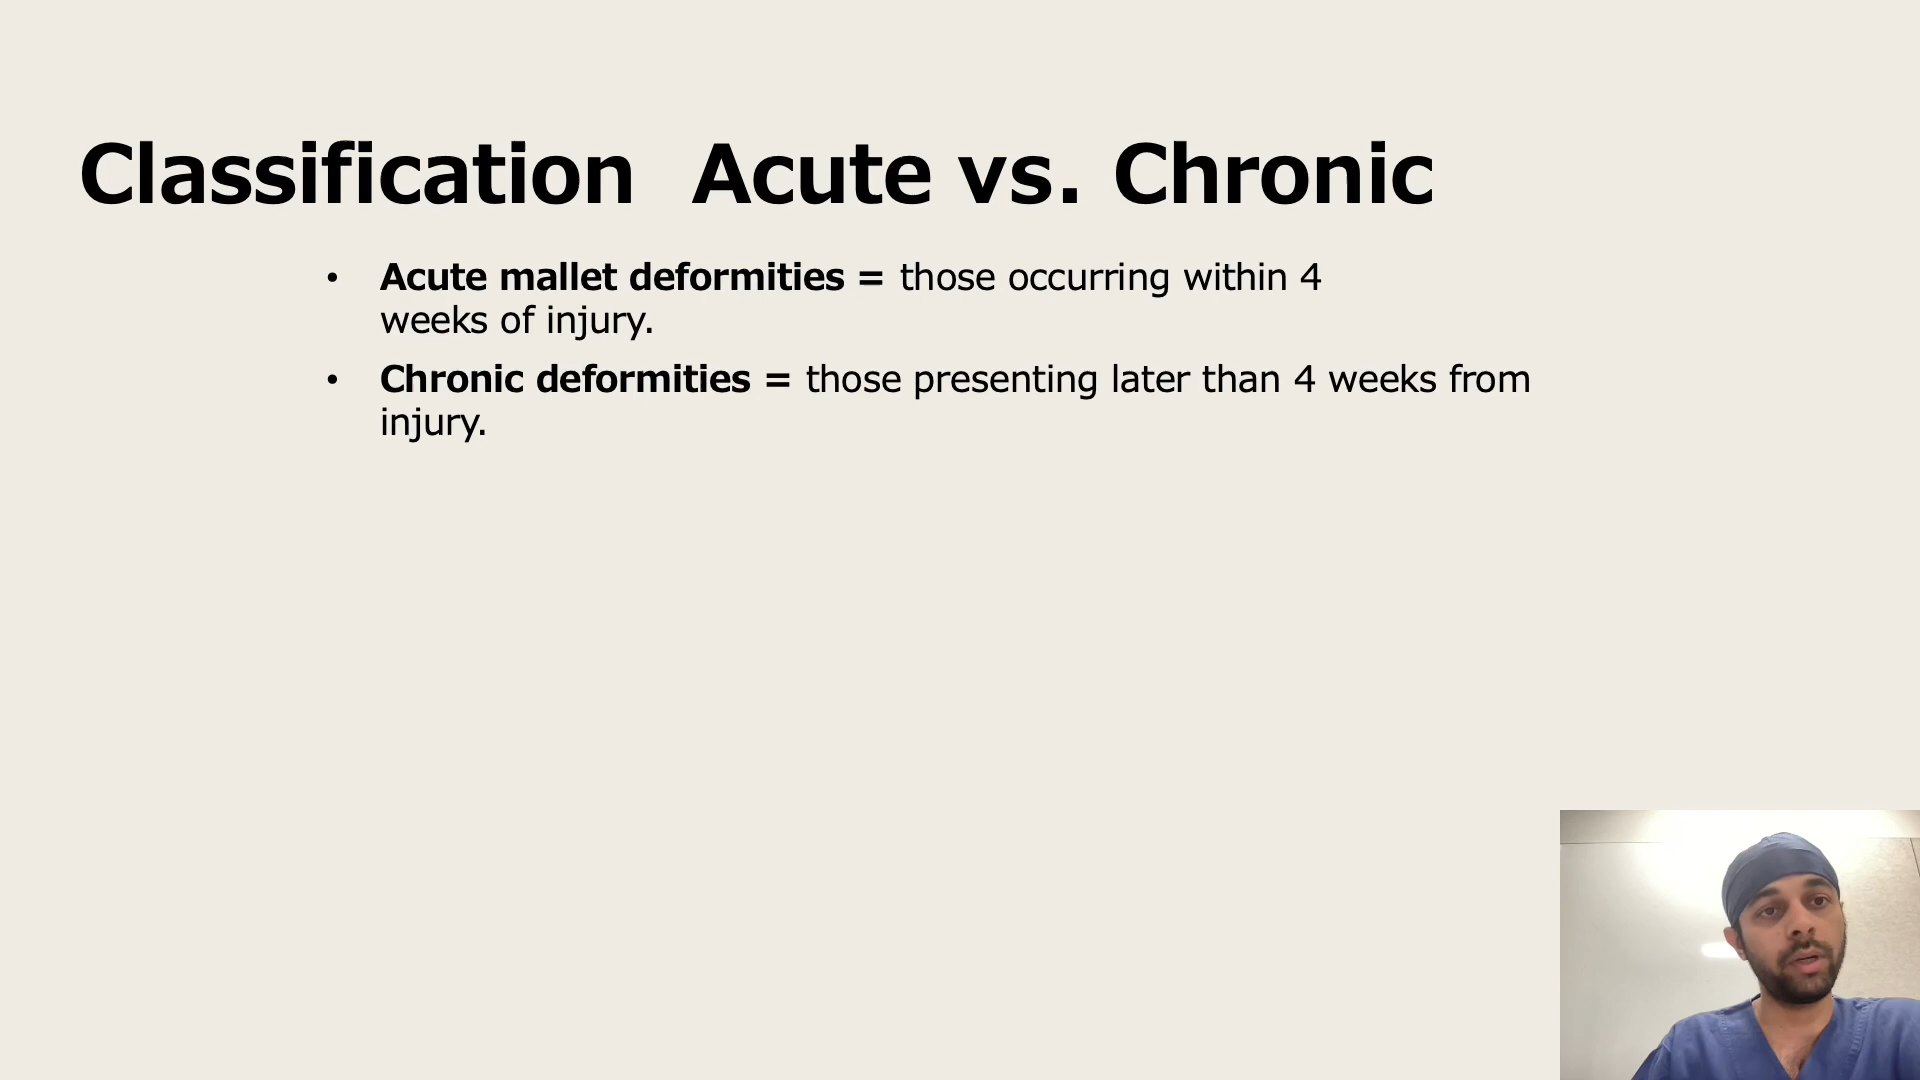 Classification  Acute vs. Chronic
• Acute mallet deformities = those occurring within 4
weeks of injury.
• Chronic deformities = those presenting later than 4 weeks from
injury.